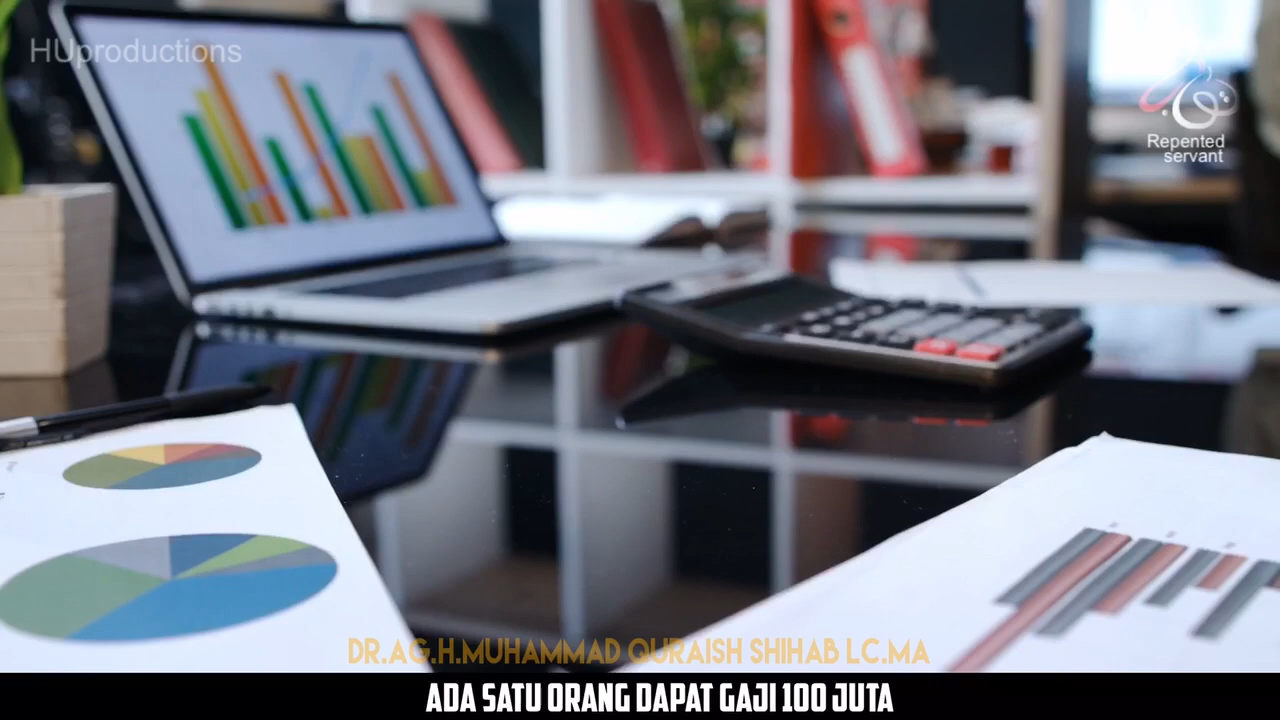 HUproductions
Repented
servant
DR.AG.H.MUHAMMAD QURAISH SHIHAB LC.MA
ADA SATU ORANG DAPAT GAJI 100 JUTA